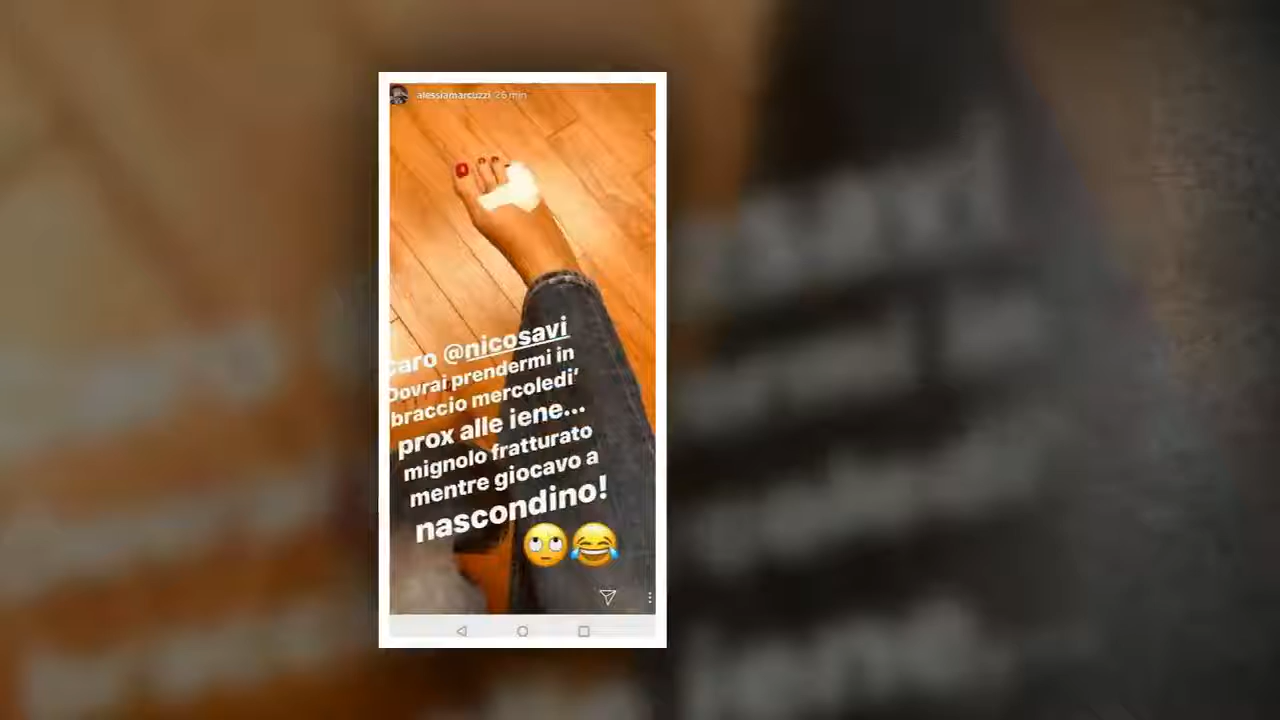 alessiamarcuzzi 26 min
Caro @nicosavi
Dovrai prendermi in
braccio mercoledi'
prox alle iene...
mignolo fratturato
mentre giocavo a
nascondino!
🙄😂